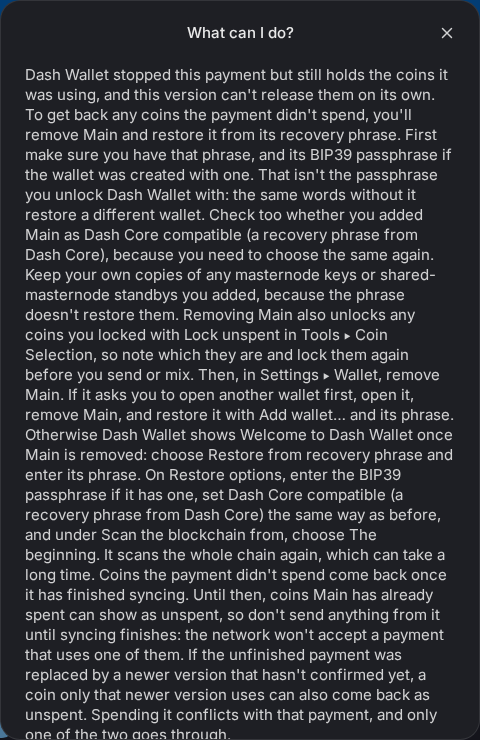 What can I do?
Dash Wallet stopped this payment but still holds the coins it
was using, and this version can't release them on its own.
To get back any coins the payment didn't spend, you'll
remove Main and restore it from its recovery phrase. First
make sure you have that phrase, and its BIP39 passphrase if
the wallet was created with one. That isn't the passphrase
you unlock Dash Wallet with: the same words without it
restore a different wallet. Check too whether you added
Main as Dash Core compatible (a recovery phrase from
Dash Core), because you need to choose the same again.
Keep your own copies of any masternode keys or shared-
masternode standbys you added, because the phrase
doesn't restore them. Removing Main also unlocks any
coins you locked with Lock unspent in Tools ▸ Coin
Selection, so note which they are and lock them again
before you send or mix. Then, in Settings ▸ Wallet, remove
Main. If it asks you to open another wallet first, open it,
remove Main, and restore it with Add wallet... and its phrase.
Otherwise Dash Wallet shows Welcome to Dash Wallet once
Main is removed: choose Restore from recovery phrase and
enter its phrase. On Restore options, enter the BIP39
passphrase if it has one, set Dash Core compatible (a
recovery phrase from Dash Core) the same way as before,
and under Scan the blockchain from, choose The
beginning. It scans the whole chain again, which can take a
long time. Coins the payment didn't spend come back once
it has finished syncing. Until then, coins Main has already
spent can show as unspent, so don't send anything from it
until syncing finishes: the network won't accept a payment
that uses one of them. If the unfinished payment was
replaced by a newer version that hasn't confirmed yet, a
coin only that newer version uses can also come back as
unspent. Spending it conflicts with that payment, and only
one of the two goes through.